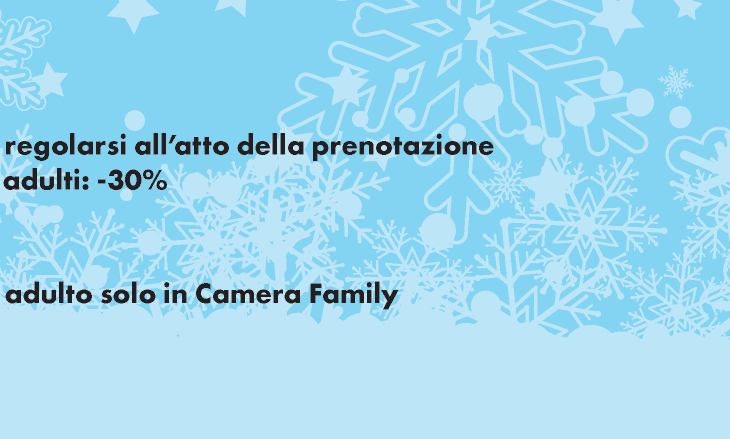 regolarsi all’atto della prenotazione
adulti: -30%
adulto solo in Camera Family